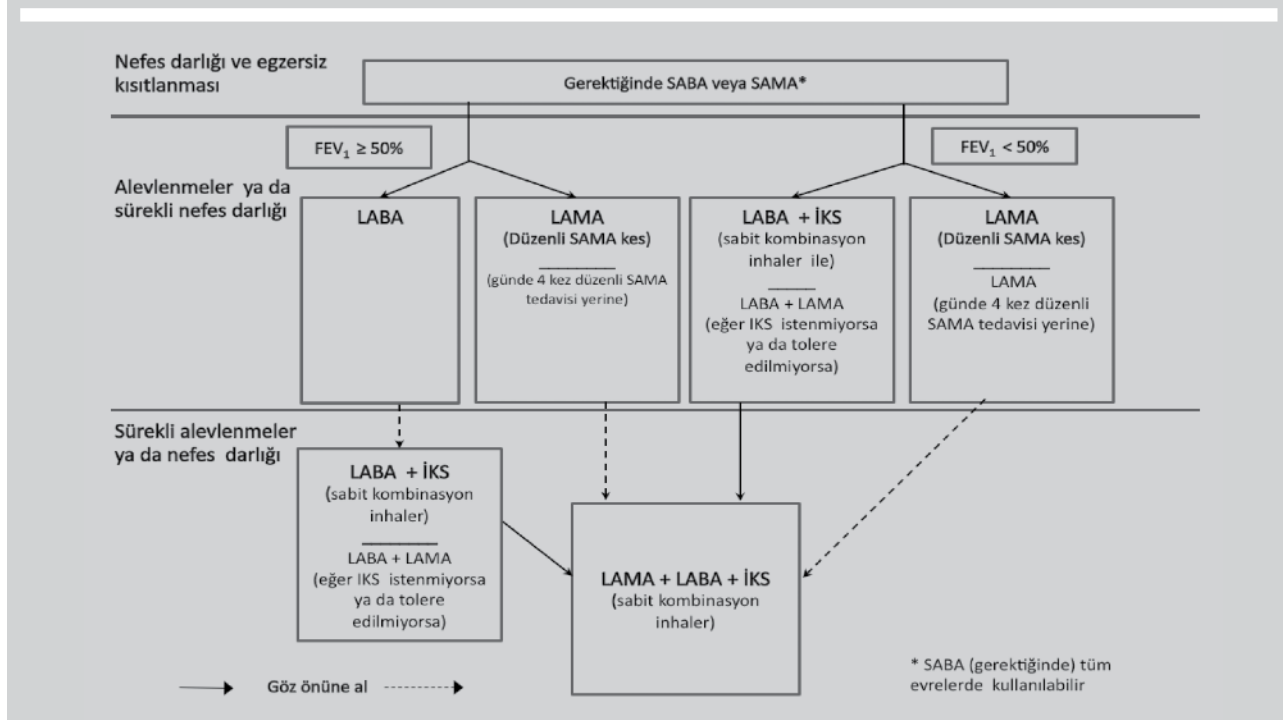 Nefes darlığı ve egzersiz
kısıtlanması
Gerektiğinde SABA veya SAMA*
FEV₁ ≥ 50%
FEV₁ < 50%
Alevlenmeler ya da
sürekli nefes darlığı
LABA
LAMA
(Düzenli SAMA kes)
(günde 4 kez düzenli SAMA
tedavisi yerine)
LABA + İKS
(sabit kombinasyon
inhaler ile)
LABA + LAMA
(eğer IKS istenmiyorsa
ya da tolere
edilmiyorsa)
LAMA
(Düzenli SAMA kes)
LAMA
(günde 4 kez düzenli
SAMA tedavisi yerine)
Sürekli alevlenmeler
ya da nefes darlığı
LABA + İKS
(sabit kombinasyon
inhaler)
LABA + LAMA
(eğer IKS istenmiyorsa
ya da tolere
edilmiyorsa)
LAMA + LABA + İKS
(sabit kombinasyon
inhaler)
Göz önüne al
* SABA (gerektiğinde) tüm
evrelerde kullanılabilir